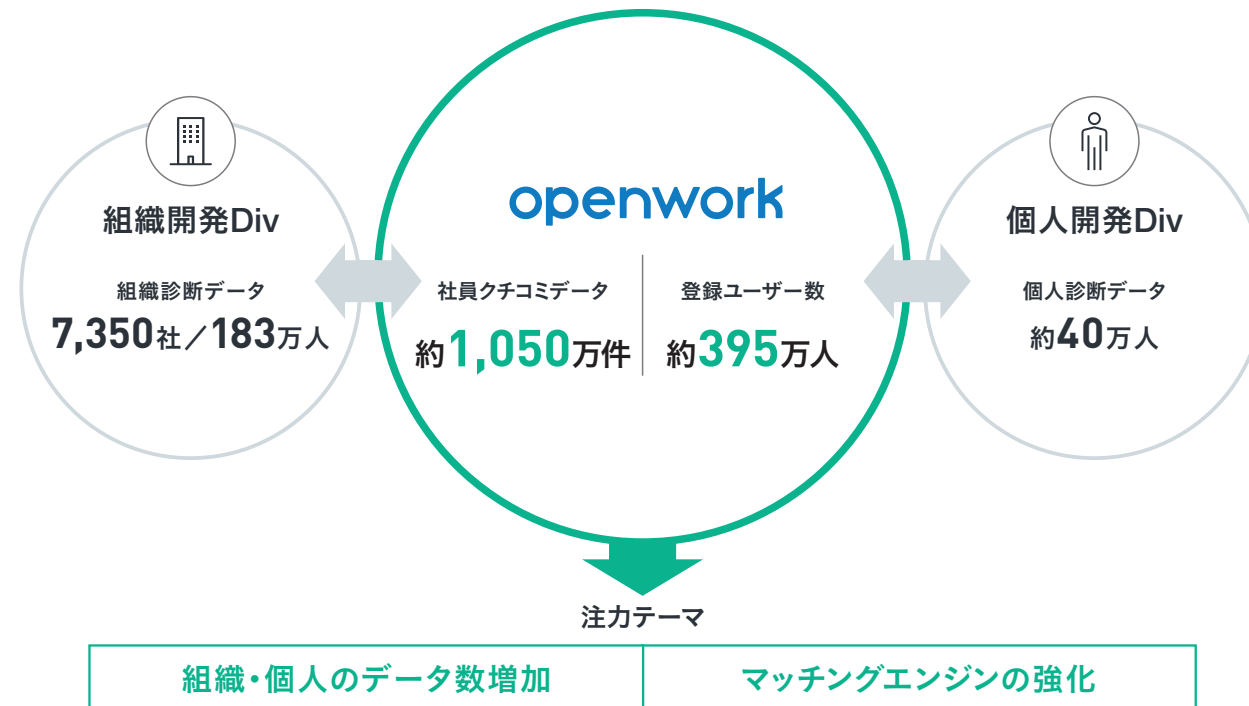 組織開発Div
組織診断データ
7,350社／183万人
openwork
社員クチコミデータ
約1,050万件
登録ユーザー数
約395万人
個人開発Div
個人診断データ
約40万人
注力テーマ
組織・個人のデータ数増加
マッチングエンジンの強化